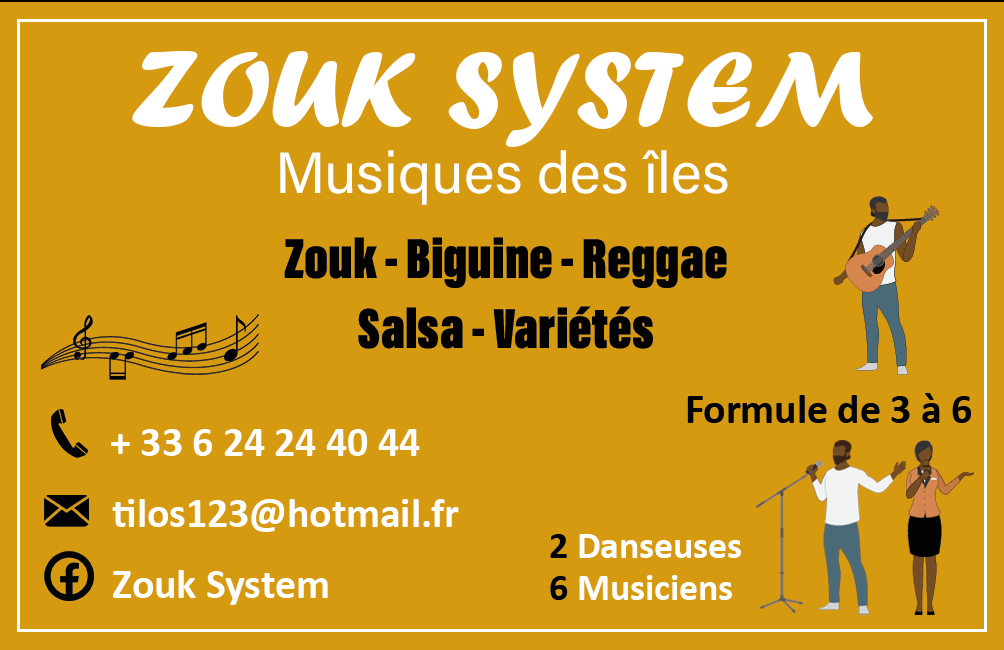 ZOUK SYSTEM
Musiques des îles
Zouk - Biguine - Reggae
Salsa - Variétés
Formule de 3 à 6
+ 33 6 24 24 40 44
tilos123@hotmail.fr
2 Danseuses
Zouk System
6 Musiciens